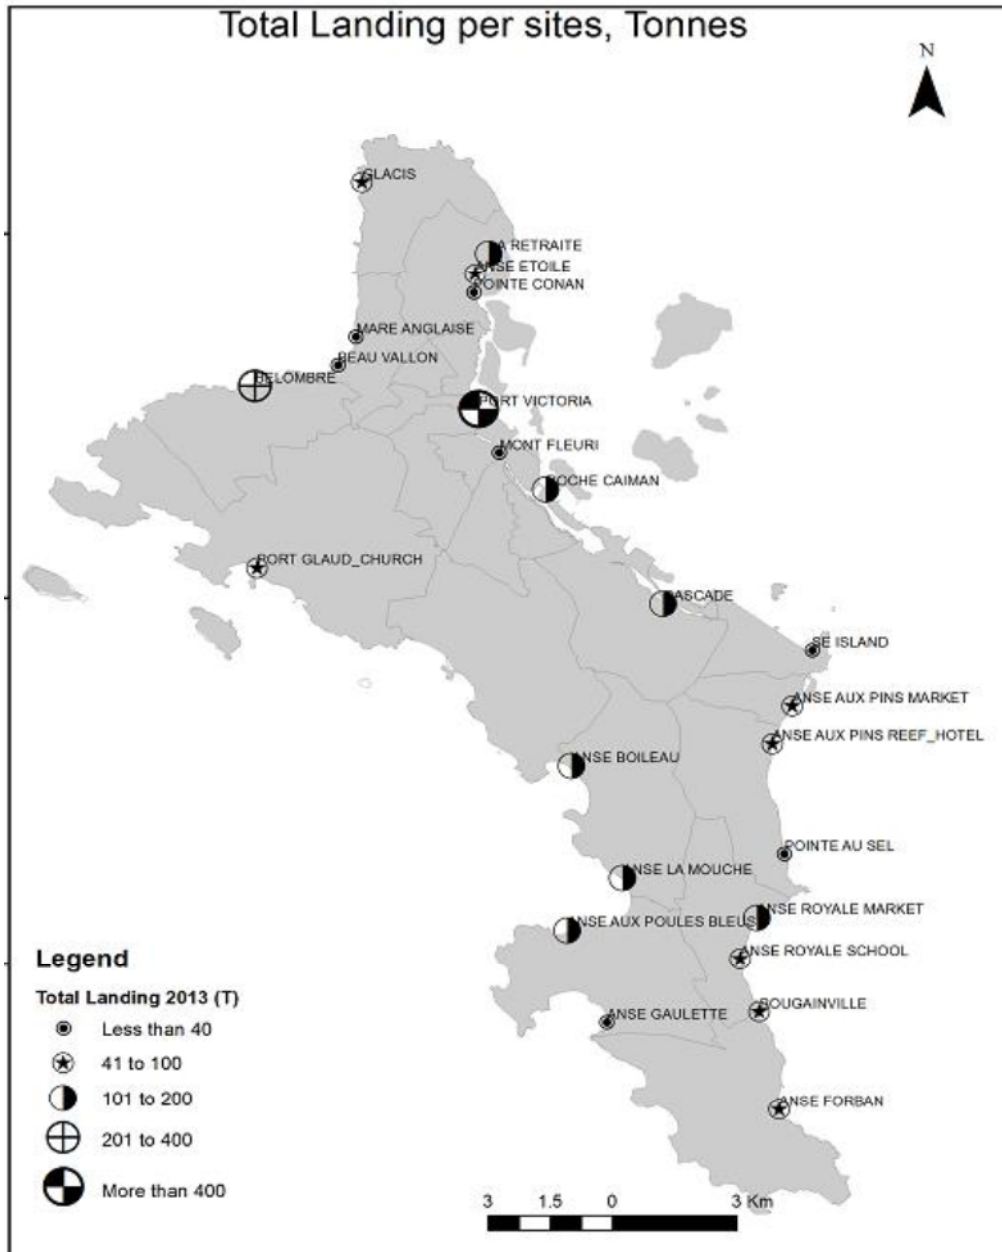 Total Landing per sites, Tonnes
N
GLACIS
LA RETRAITE
ANSE ETOILE
POINTE CONAN
MARE ANGLAISE
BEAU VALLON
BELOMBRE
PORT VICTORIA
MONT FLEURI
ROCHE CAIMAN
PORT GLAUD_CHURCH
CASCADE
SE ISLAND
ANSE AUX PINS MARKET
ANSE AUX PINS REEF_HOTEL
ANSE BOILEAU
POINTE AU SEL
ANSE LA MOUCHE
ANSE ROYALE MARKET
ANSE AUX POULES BLEUS
ANSE ROYALE SCHOOL
BOUGAINVILLE
ANSE GAULETTE
ANSE FORBAN
Legend
Total Landing 2013 (T)
Less than 40
41 to 100
101 to 200
201 to 400
More than 400
3 1.5 0 3 Km